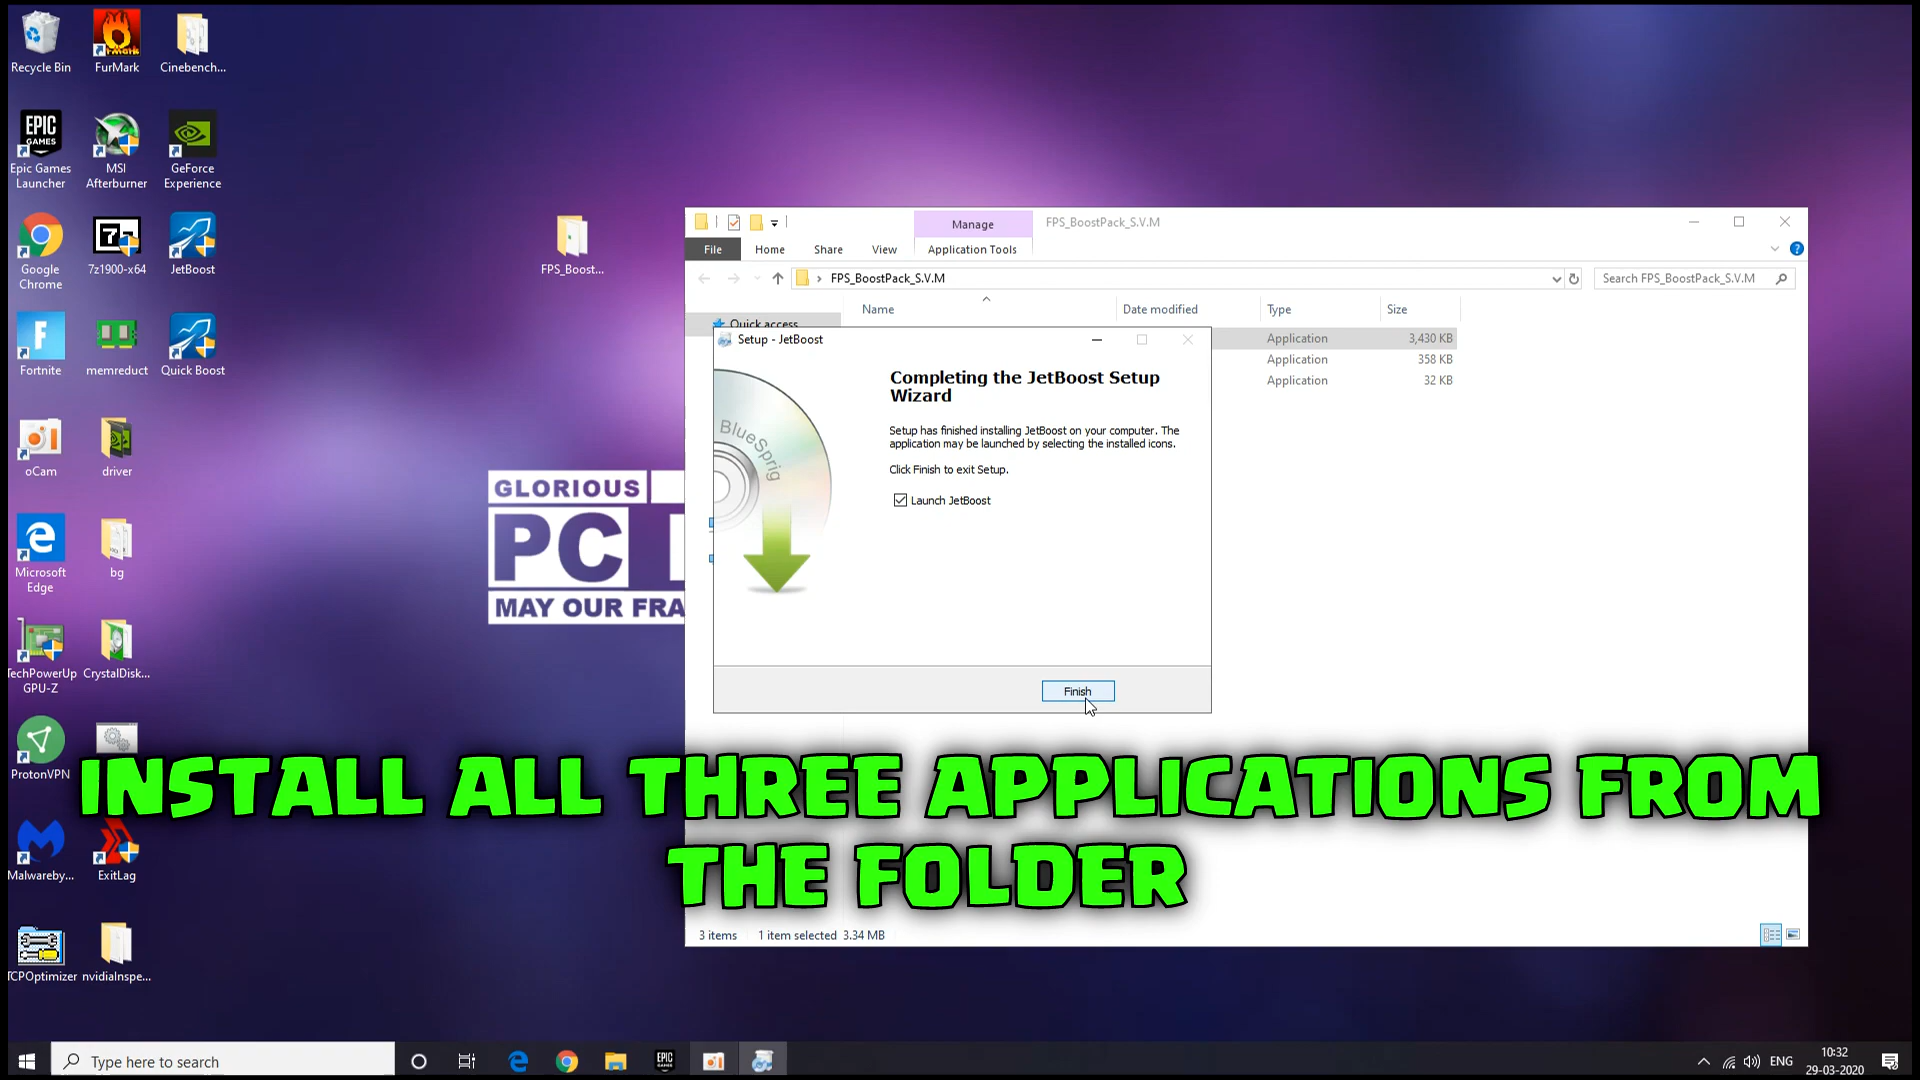 Recycle Bin
FurMark
Cinebench...
EPIC GAMES
Epic Games Launcher
MSI Afterburner
GeForce Experience
Google Chrome
7z1900-x64
JetBoost
Fortnite
memreduct
Quick Boost
oCam
driver
Microsoft Edge
bg
TechPowerUp GPU-Z
CrystalDisk...
ProtonVPN
Malwareby...
ExitLag
TCPOptimizer
nvidiaInspe...
FPS_Boost...
GLORIOUS
PC
MAY OUR FRA
Manage
FPS_BoostPack_S.V.M
File
Home
Share
View
Application Tools
FPS_BoostPack_S.V.M
Search FPS_BoostPack_S.V.M
Name
Date modified
Type
Size
Quick access
Application
3,430 KB
Application
358 KB
Application
32 KB
Setup - JetBoost
BlueSprig
Completing the JetBoost Setup
Wizard
Setup has finished installing JetBoost on your computer. The
application may be launched by selecting the installed icons.
Click Finish to exit Setup.
Launch JetBoost
Finish
INSTALL ALL THREE APPLICATIONS FROM
THE FOLDER
3 items
1 item selected 3.34 MB
Type here to search
EPIC GAMES
ENG
10:32
29-03-2020